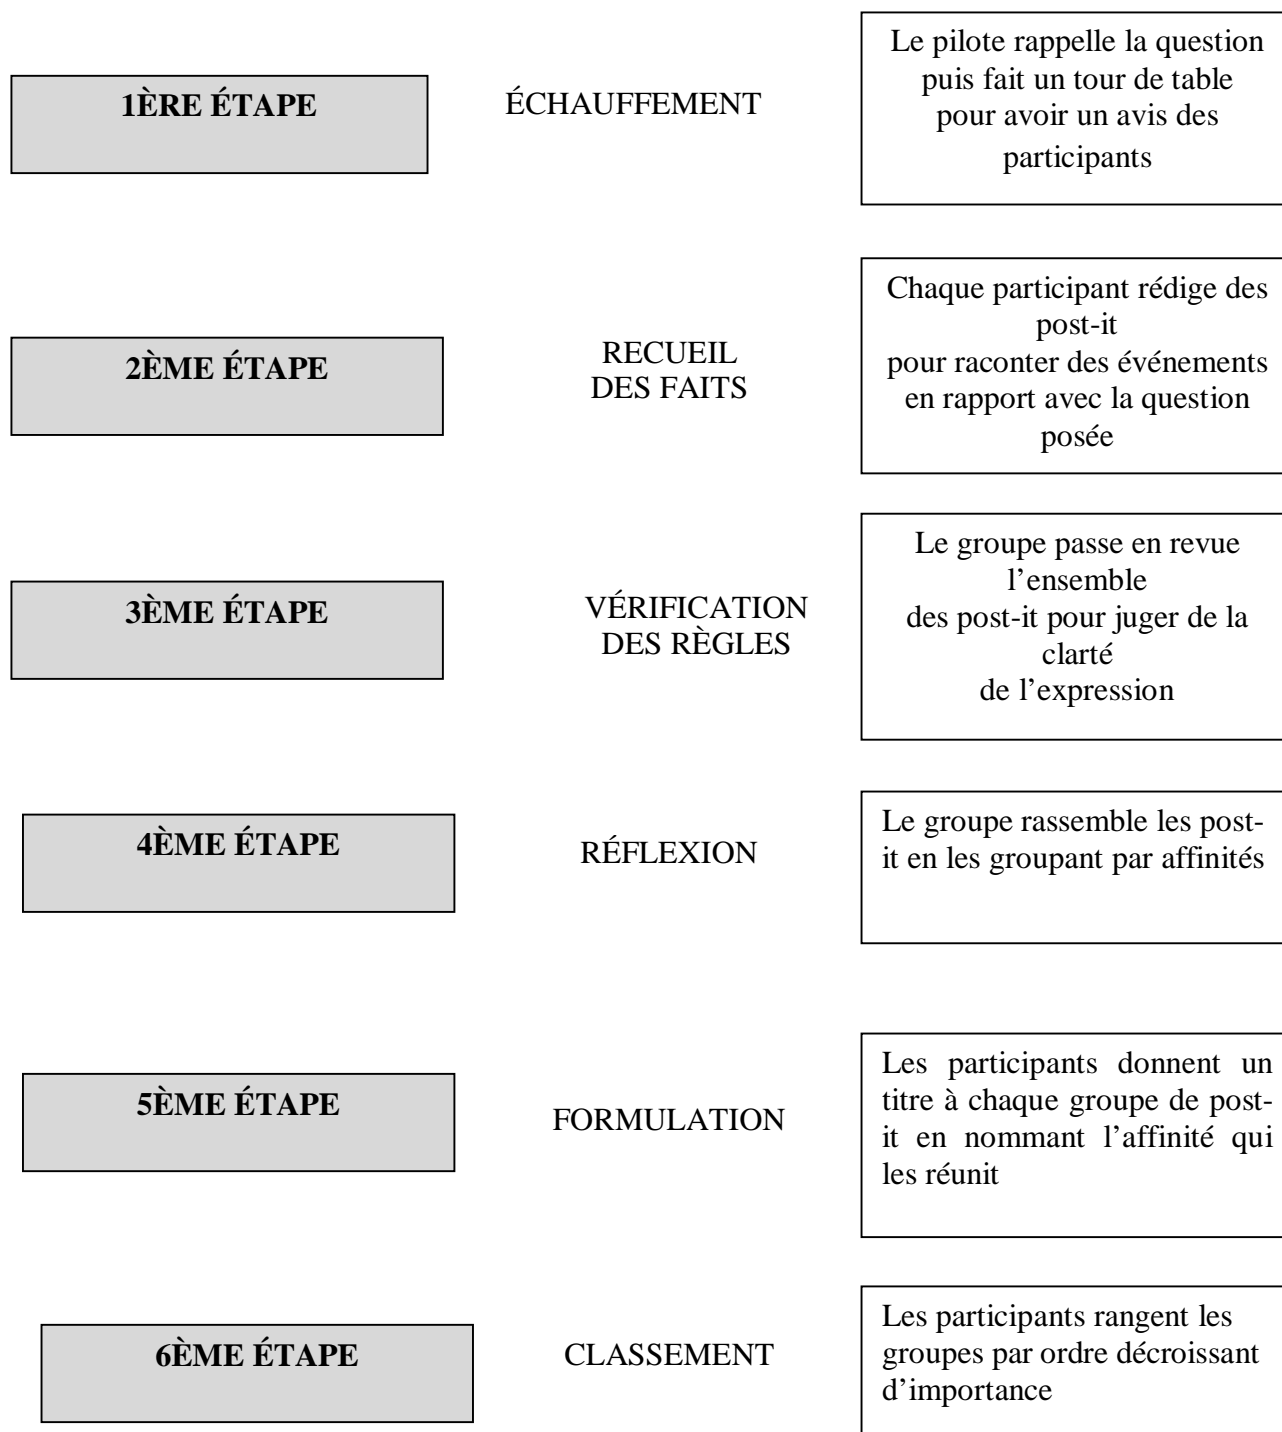 1ÈRE ÉTAPE
ÉCHAUFFEMENT
Le pilote rappelle la question
puis fait un tour de table
pour avoir un avis des
participants
2ÈME ÉTAPE
RECUEIL
DES FAITS
Chaque participant rédige des
post-it
pour raconter des événements
en rapport avec la question
posée
3ÈME ÉTAPE
VÉRIFICATION
DES RÈGLES
Le groupe passe en revue
l’ensemble
des post-it pour juger de la
clarté
de l’expression
4ÈME ÉTAPE
RÉFLEXION
Le groupe rassemble les post-
it en les groupant par affinités
5ÈME ÉTAPE
FORMULATION
Les participants donnent un
titre à chaque groupe de post-
it en nommant l’affinité qui
les réunit
6ÈME ÉTAPE
CLASSEMENT
Les participants rangent les
groupes par ordre décroissant
d’importance